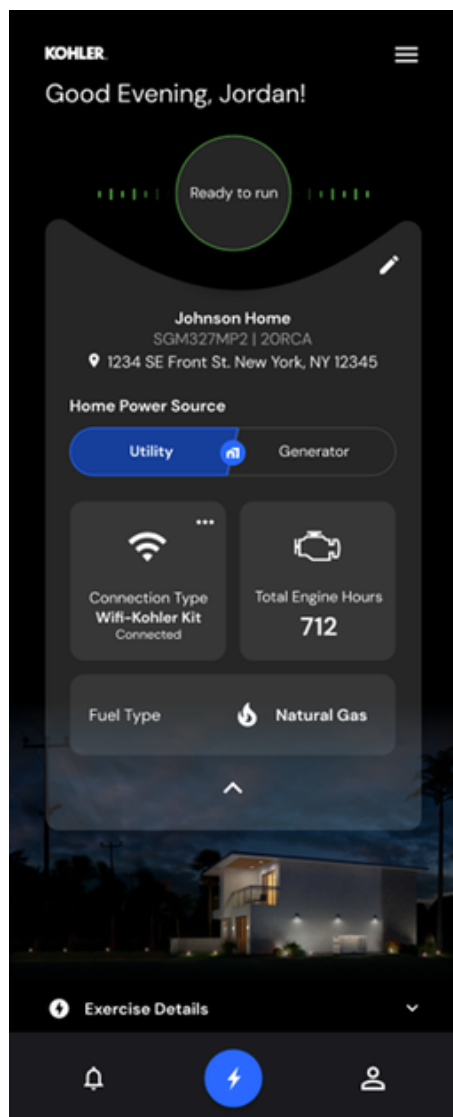 KOHLER
Good Evening, Jordan!
Ready to run
Johnson Home
SGM327MP2 | 20RCA
1234 SE Front St. New York, NY 12345
Home Power Source
Utility
Generator
Connection Type
Wifi-Kohler Kit
Connected
Total Engine Hours
712
Fuel Type
Natural Gas
Exercise Details